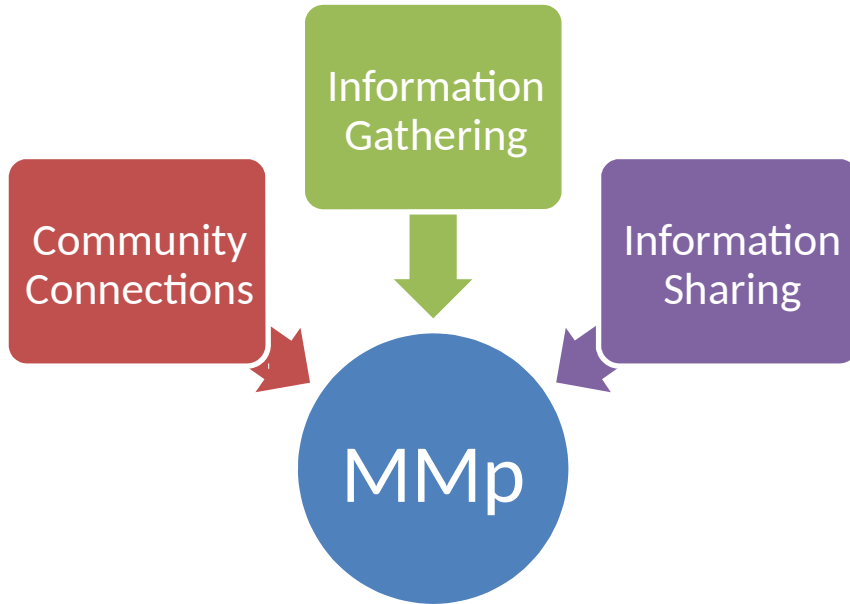 Information
Gathering
Community
Connections
Information
Sharing
MMp